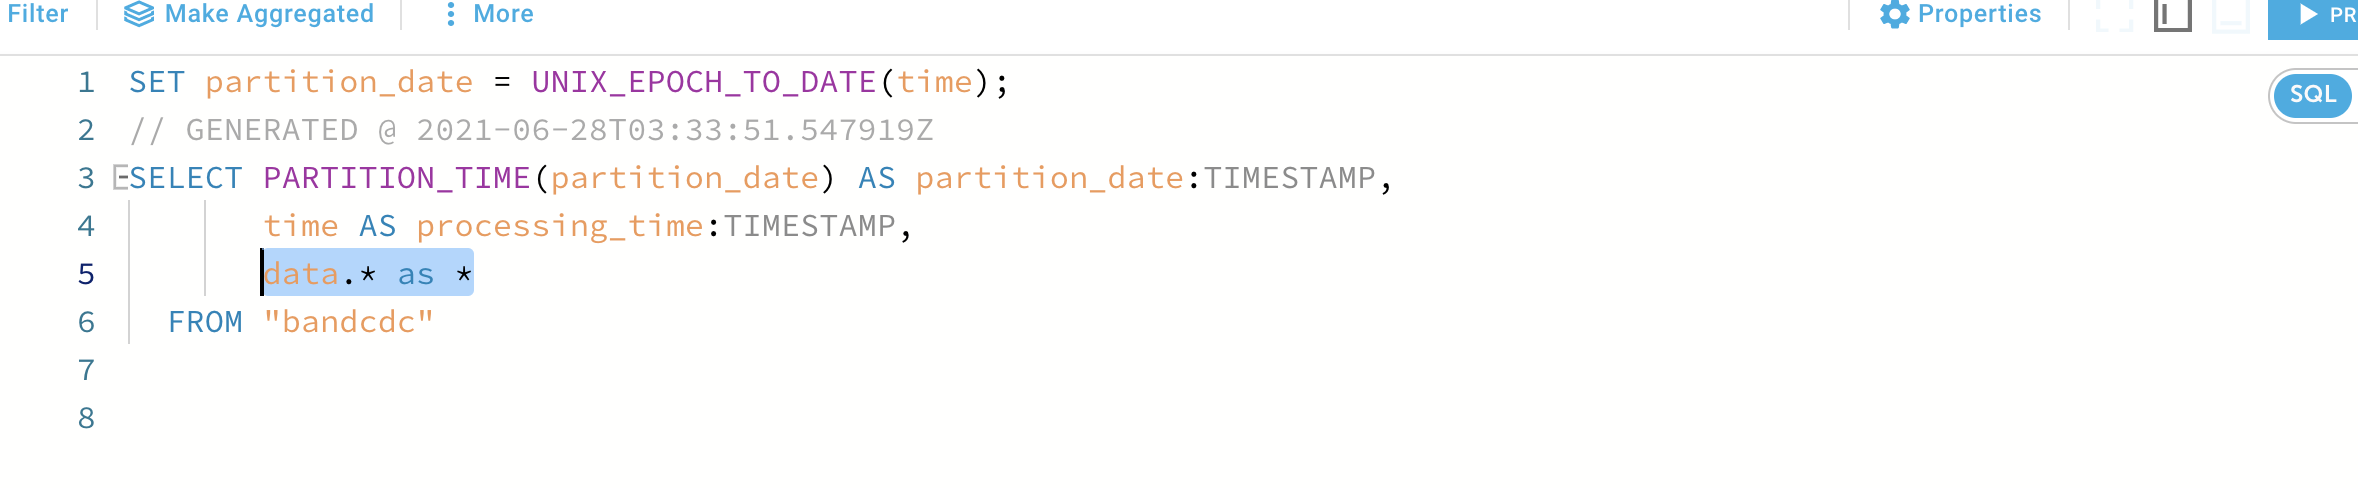 Filter Make Aggregated More Properties PR
1 SET partition_date = UNIX_EPOCH_TO_DATE(time);
SQL
2 // GENERATED @ 2021-06-28T03:33:51.547919Z
3 SELECT PARTITION_TIME(partition_date) AS partition_date:TIMESTAMP,
4 time AS processing_time:TIMESTAMP,
5 data.* as *
6 FROM "bandcdc"
7
8